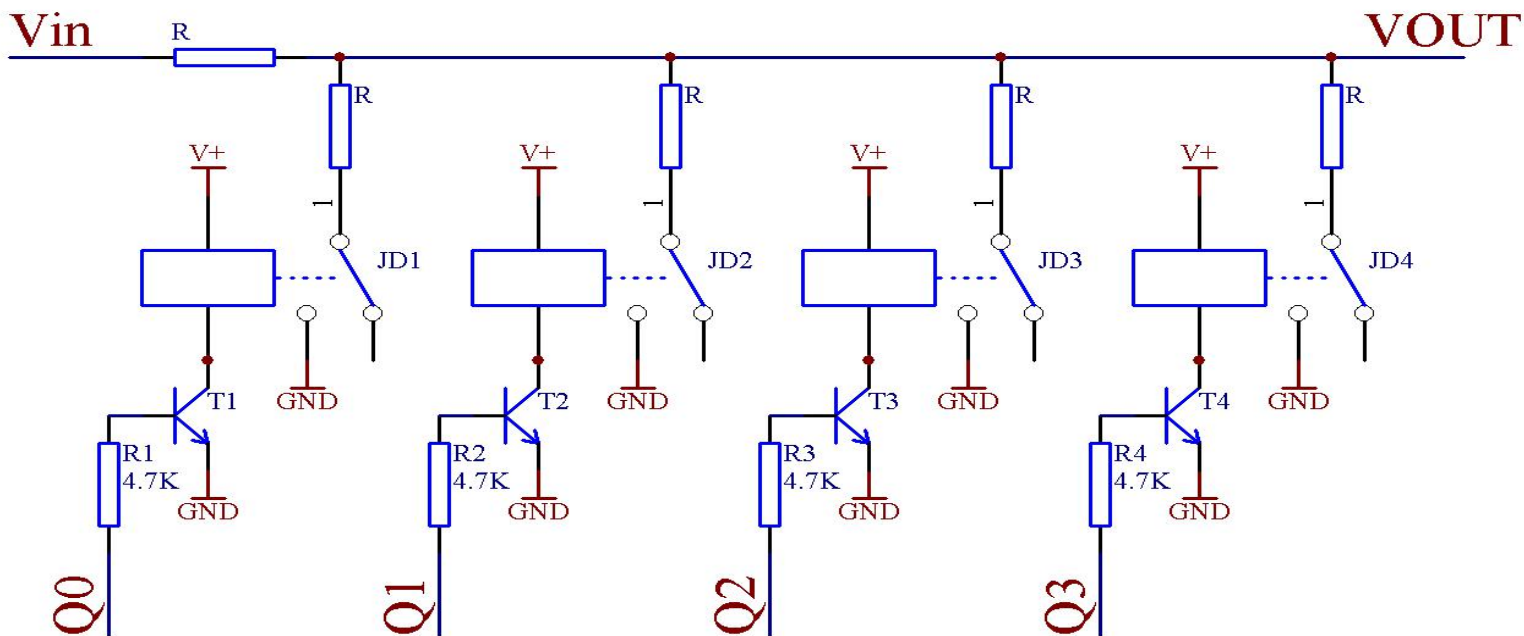 Vin R VOUT
R R R R
V+ V+ V+ V+
1 1 1 1
JD1 JD2 JD3 JD4
GND GND GND GND
T1 T2 T3 T4
R1 R2 R3 R4
4.7K 4.7K 4.7K 4.7K
GND GND GND GND
Q0 Q1 Q2 Q3